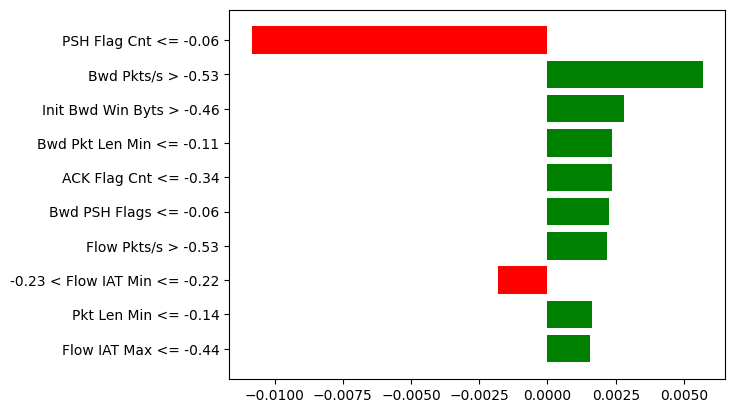 PSH Flag Cnt <= -0.06
Bwd Pkts/s > -0.53
Init Bwd Win Byts > -0.46
Bwd Pkt Len Min <= -0.11
ACK Flag Cnt <= -0.34
Bwd PSH Flags <= -0.06
Flow Pkts/s > -0.53
-0.23 < Flow IAT Min <= -0.22
Pkt Len Min <= -0.14
Flow IAT Max <= -0.44
−0.0100 −0.0075 −0.0050 −0.0025 0.0000 0.0025 0.0050